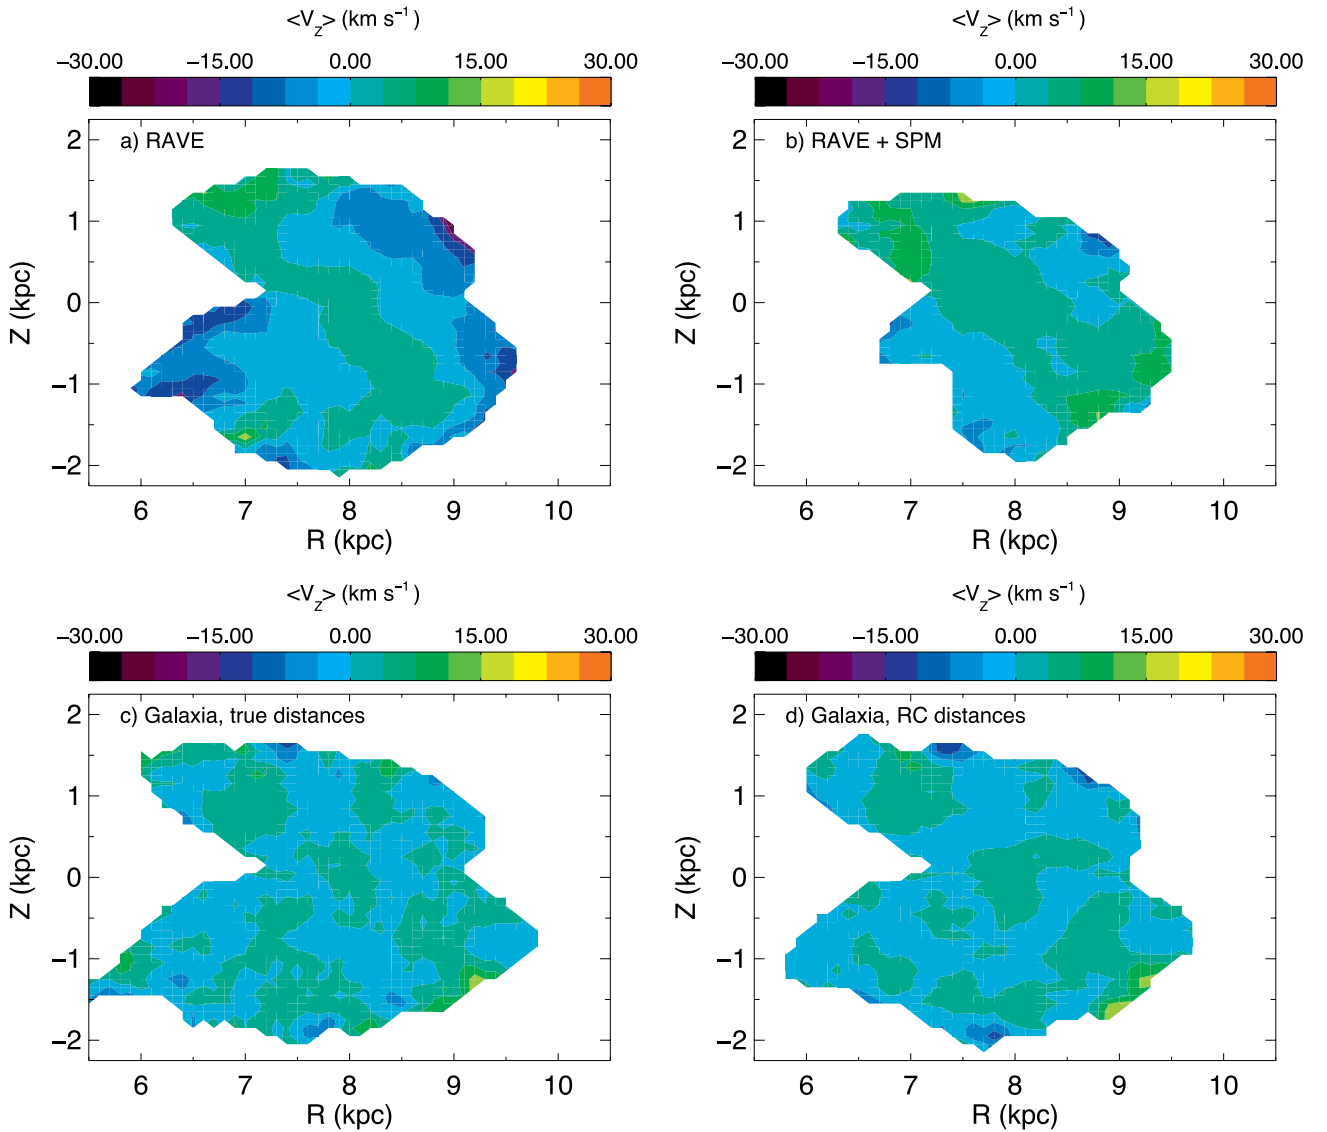 <V_Z> (km s⁻¹)
<V_Z> (km s⁻¹)
−30.00 −15.00 0.00 15.00 30.00
−30.00 −15.00 0.00 15.00 30.00
a) RAVE
b) RAVE + SPM
2
1
0
−1
−2
Z (kpc)
6 7 8 9 10
R (kpc)
2
1
0
−1
−2
Z (kpc)
6 7 8 9 10
R (kpc)
<V_Z> (km s⁻¹)
<V_Z> (km s⁻¹)
−30.00 −15.00 0.00 15.00 30.00
−30.00 −15.00 0.00 15.00 30.00
c) Galaxia, true distances
d) Galaxia, RC distances
2
1
0
−1
−2
Z (kpc)
6 7 8 9 10
R (kpc)
2
1
0
−1
−2
Z (kpc)
6 7 8 9 10
R (kpc)